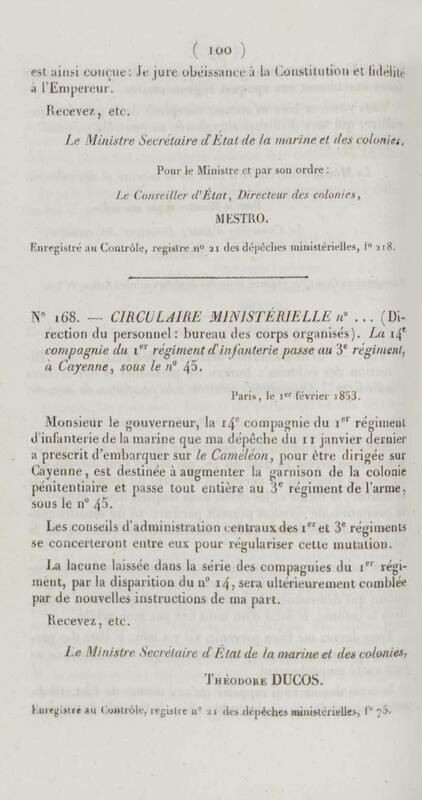 ( 100 )
est ainsi conçue : Je jure obéissance à la Constitution et fidélité
à l'Empereur.
Recevez, etc.
Le Ministre Secrétaire d'État de la marine et des colonies,
Pour le Ministre et par son ordre :
Le Conseiller d'État, Directeur des colonies,
MESTRO.
Enregistré au Contrôle, registre nº 21 des dépêches ministérielles, fº 218.
Nº 168. — CIRCULAIRE MINISTÉRIELLE nº ... (Di-
rection du personnel : bureau des corps organisés). La 14e
compagnie du 1er régiment d'infanterie passe au 3e régiment,
à Cayenne, sous le nº 45.
Paris, le 1er février 1853.
Monsieur le gouverneur, la 14e compagnie du 1er régiment
d'infanterie de la marine que ma dépêche du 11 janvier dernier
a prescrit d'embarquer sur le Caméléon, pour être dirigée sur
Cayenne, est destinée à augmenter la garnison de la colonie
pénitentiaire et passe tout entière au 3e régiment de l'arme,
sous le nº 45.
Les conseils d'administration centraux des 1er et 3e régiments
se concerteront entre eux pour régulariser cette mutation.
La lacune laissée dans la série des compagnies du 1er régi-
ment, par la disparition du nº 14, sera ultérieurement comblée
par de nouvelles instructions de ma part.
Recevez, etc.
Le Ministre Secrétaire d'État de la marine et des colonies,
THÉODORE DUCOS.
Enregistré au Contrôle, registre nº 21 des dépêches ministérielles, fº 75.